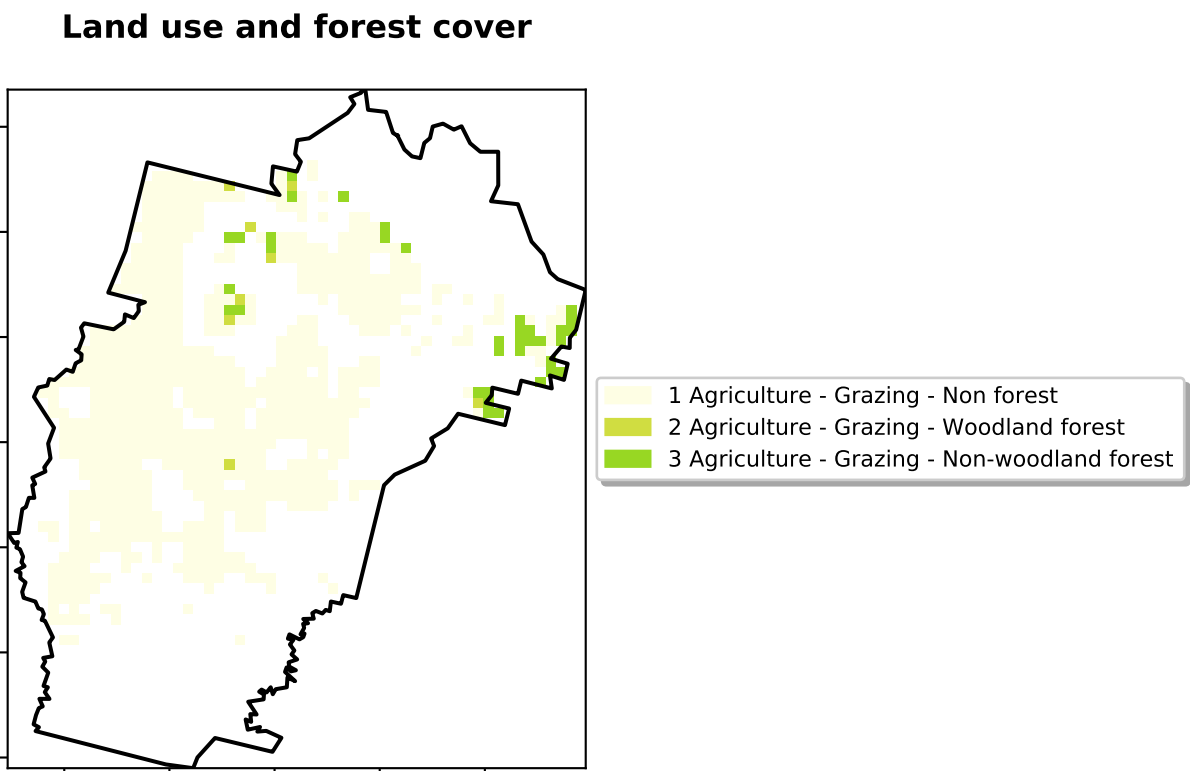 Land use and forest cover
1 Agriculture - Grazing - Non forest
2 Agriculture - Grazing - Woodland forest
3 Agriculture - Grazing - Non-woodland forest